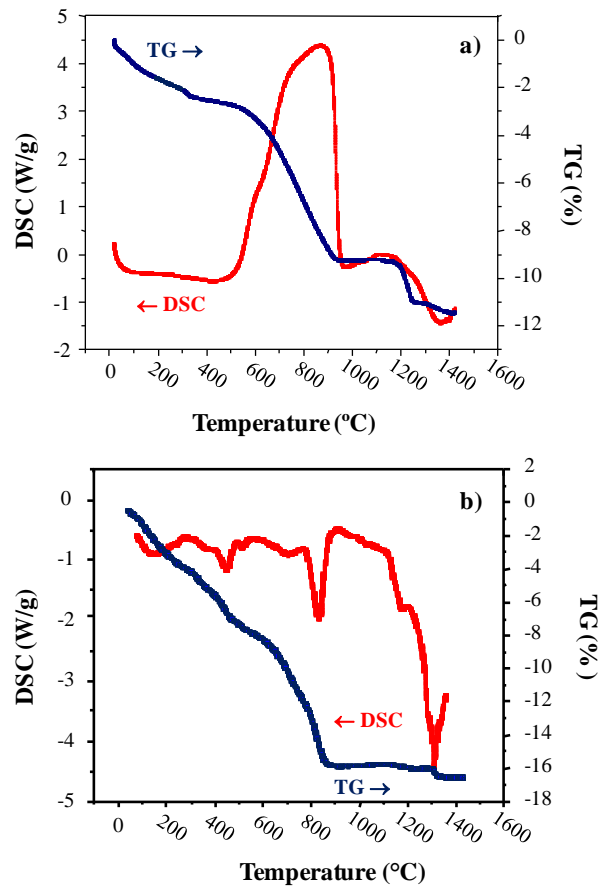 a)
TG →
5
4
3
2
1
0
-1
-2
DSC (W/g)
0
-2
-4
-6
-8
-10
-12
TG (%)
← DSC
0 200 400 600 800 1000 1200 1400 1600
Temperature (ºC)
b)
0
-1
-2
-3
-4
-5
DSC (W/g)
2
0
-2
-4
-6
-8
-10
-12
-14
-16
-18
TG (%)
← DSC
TG →
0 200 400 600 800 1000 1200 1400 1600
Temperature (°C)